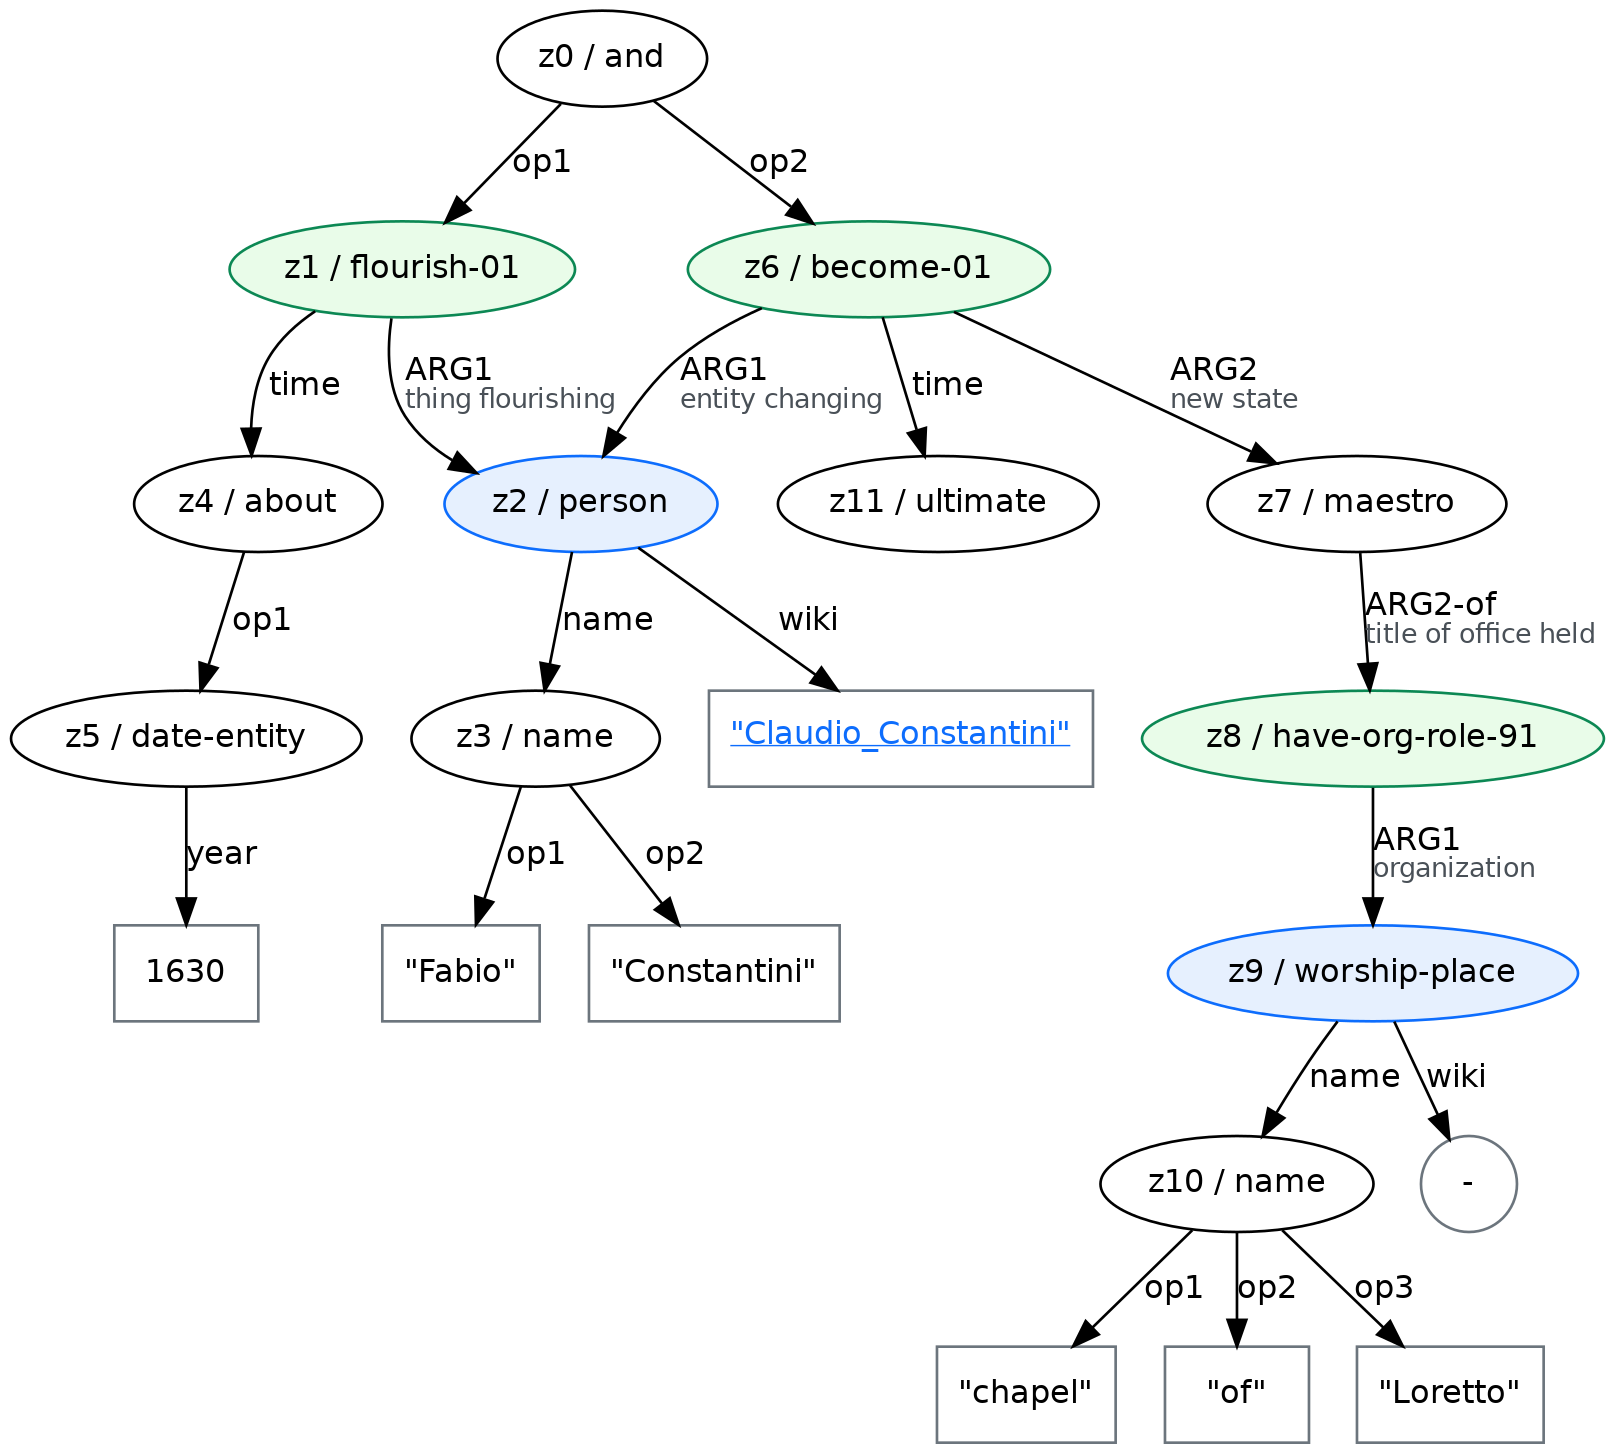 z0 / and
op1
op2
z1 / flourish-01
z6 / become-01
time
ARG1
thing flourishing
ARG1
entity changing
time
ARG2
new state
z4 / about
z2 / person
z11 / ultimate
z7 / maestro
op1
name
wiki
ARG2-of
title of office held
z5 / date-entity
z3 / name
"Claudio_Constantini"
z8 / have-org-role-91
year
op1
op2
ARG1
organization
1630
"Fabio"
"Constantini"
z9 / worship-place
name
wiki
z10 / name
-
op1
op2
op3
"chapel"
"of"
"Loretto"